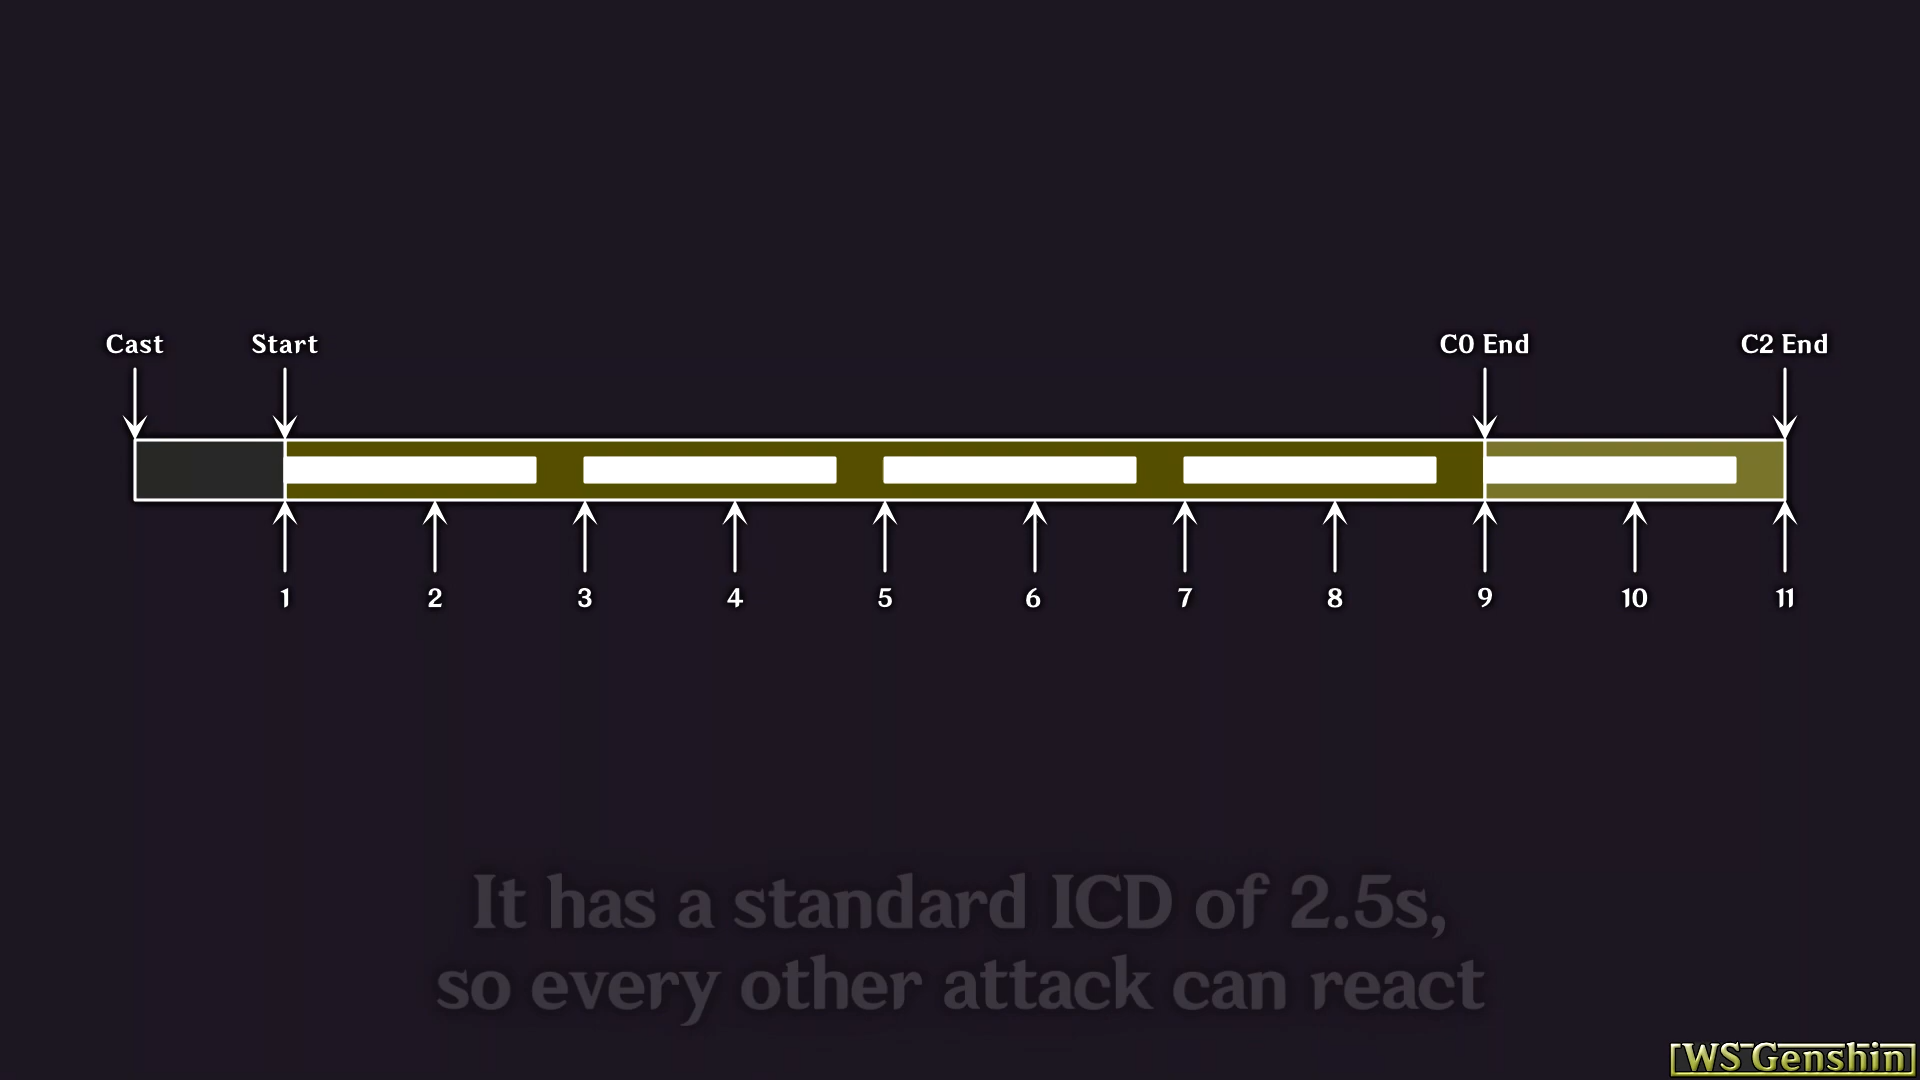 Cast Start C0 End C2 End
1 2 3 4 5 6 7 8 9 10 11
It has a standard ICD of 2.5s,
so every other attack can react
WS Genshin